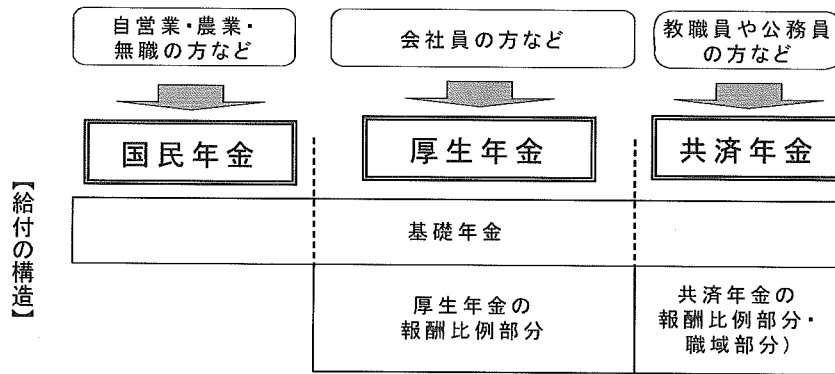 自営業・農業・
無職の方など
会社員の方など
教職員や公務員
の方など
国民年金
厚生年金
共済年金
【給付の構造】
基礎年金
厚生年金の
報酬比例部分
共済年金の
報酬比例部分・
職域部分)